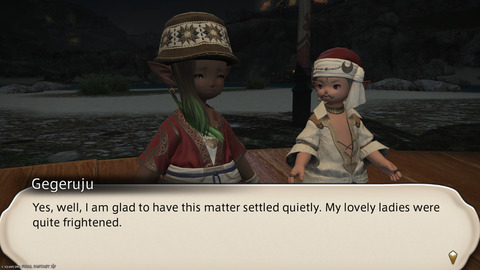 Gegeruju
Yes, well, I am glad to have this matter settled quietly. My lovely ladies were
quite frightened.